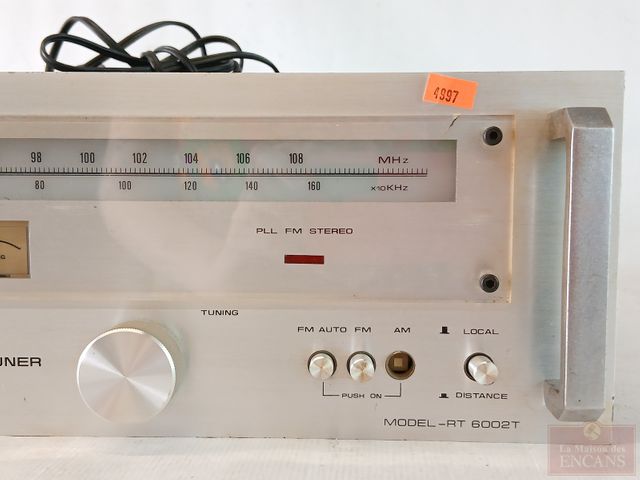 4997
98 100 102 104 106 108 MHz
80 100 120 140 160 x10KHz
PLL FM STEREO
TUNING
FM AUTO FM AM LOCAL
PUSH ON DISTANCE
MODEL-RT 6002T
La Maison des
ENCANS